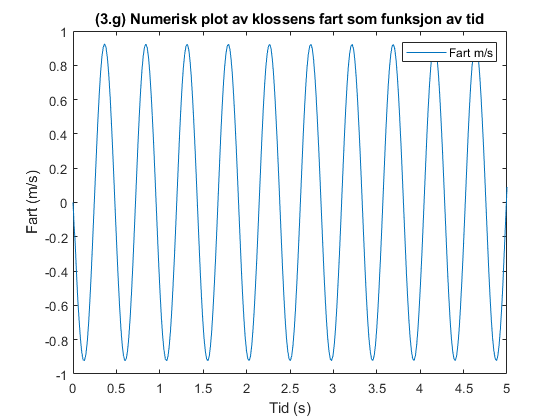 (3.g) Numerisk plot av klossens fart som funksjon av tid
Fart m/s
1
0.8
0.6
0.4
0.2
0
-0.2
-0.4
-0.6
-0.8
-1
Fart (m/s)
0 0.5 1 1.5 2 2.5 3 3.5 4 4.5 5
Tid (s)